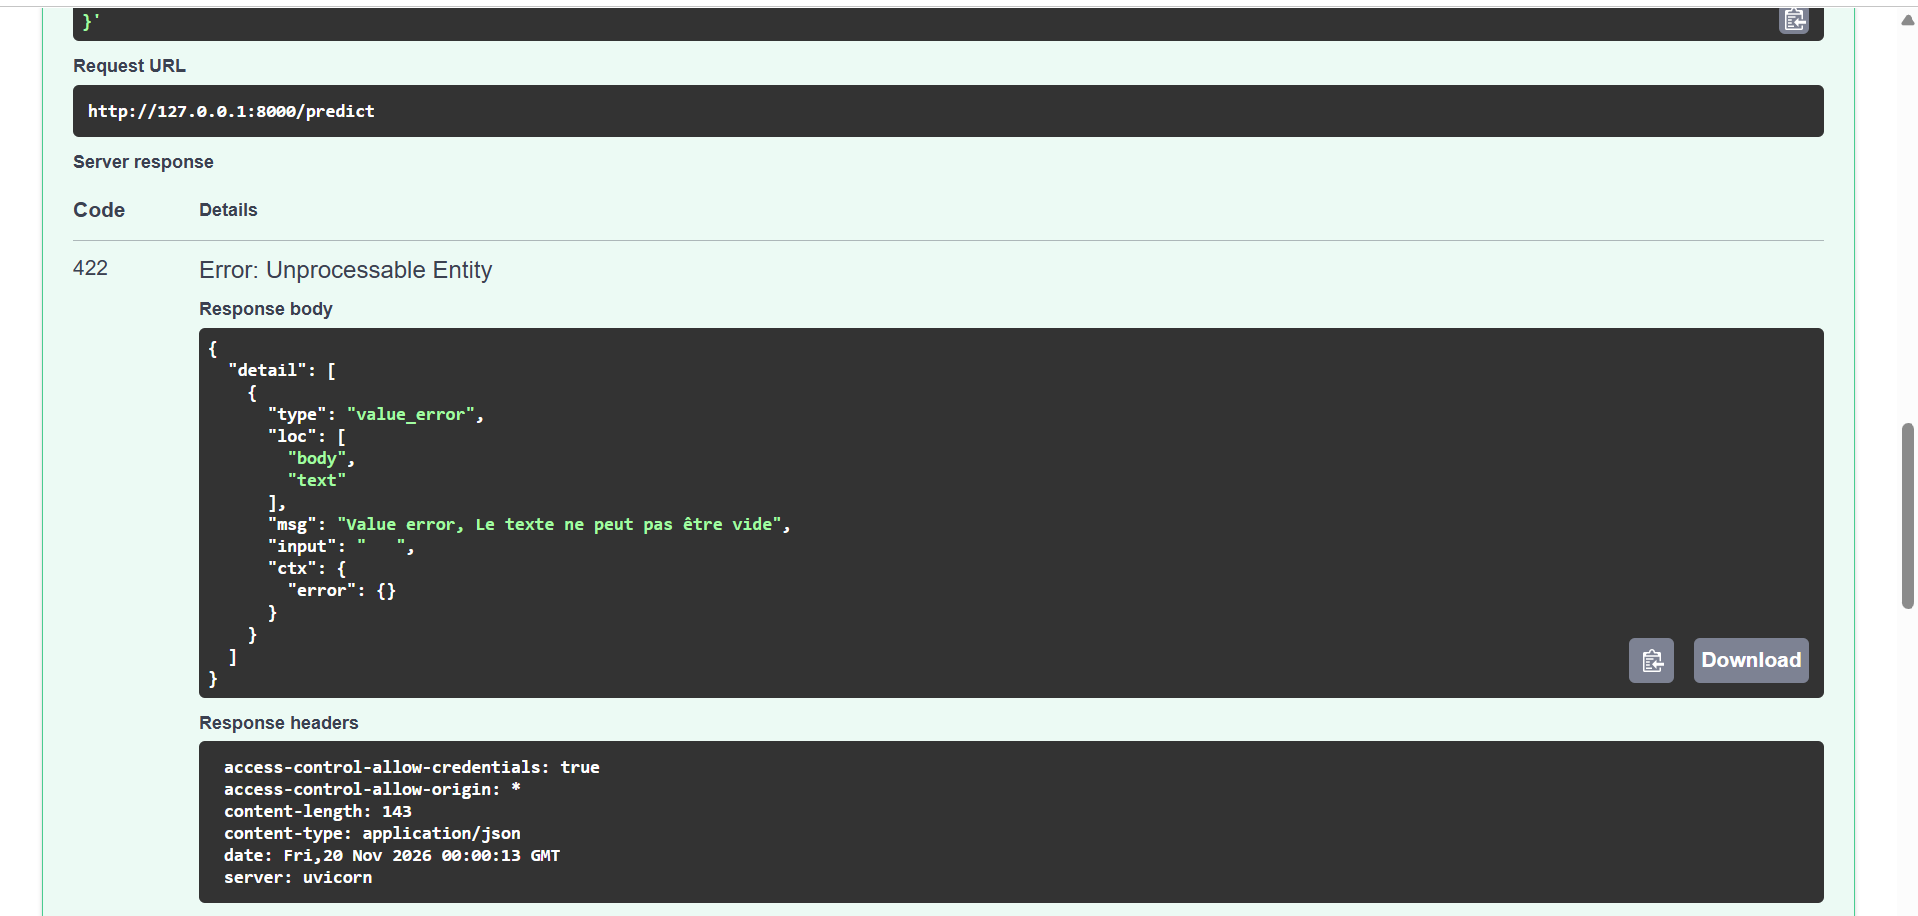 }'
Request URL
http://127.0.0.1:8000/predict
Server response
Code Details
422 Error: Unprocessable Entity
Response body
{
  "detail": [
    {
      "type": "value_error",
      "loc": [
        "body",
        "text"
      ],
      "msg": "Value error, Le texte ne peut pas être vide",
      "input": "   ",
      "ctx": {
        "error": {}
      }
    }
  ]
}
Download
Response headers
access-control-allow-credentials: true
access-control-allow-origin: *
content-length: 143
content-type: application/json
date: Fri,20 Nov 2026 00:00:13 GMT
server: uvicorn